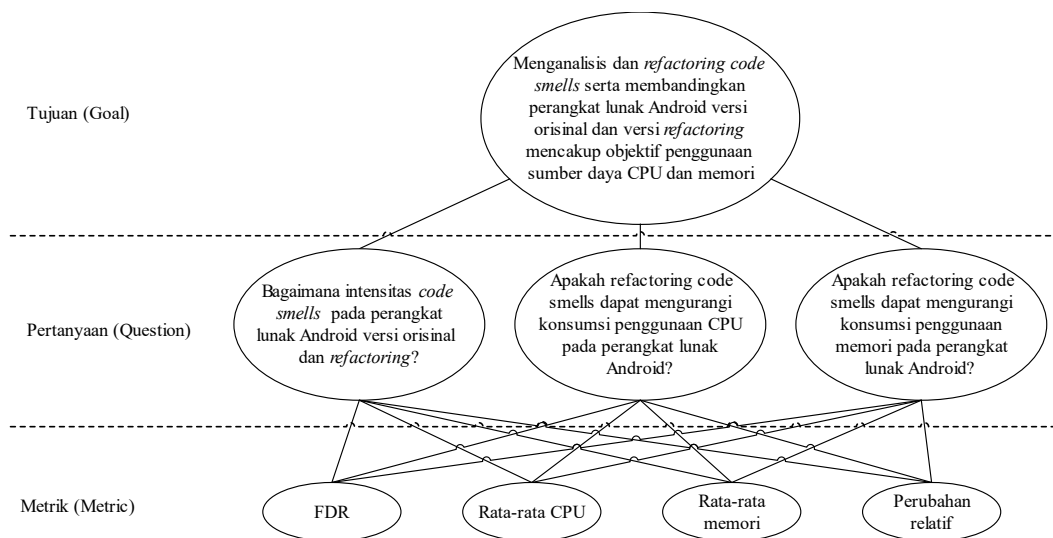 Tujuan (Goal)
Menganalisis dan refactoring code
smells serta membandingkan
perangkat lunak Android versi
orisinal dan versi refactoring
mencakup objektif penggunaan
sumber daya CPU dan memori
Pertanyaan (Question)
Bagaimana intensitas code
smells pada perangkat
lunak Android versi orisinal
dan refactoring?
Apakah refactoring code
smells dapat mengurangi
konsumsi penggunaan CPU
pada perangkat lunak
Android?
Apakah refactoring code
smells dapat mengurangi
konsumsi penggunaan
memori pada perangkat
lunak Android?
Metrik (Metric)
FDR
Rata-rata CPU
Rata-rata
memori
Perubahan
relatif